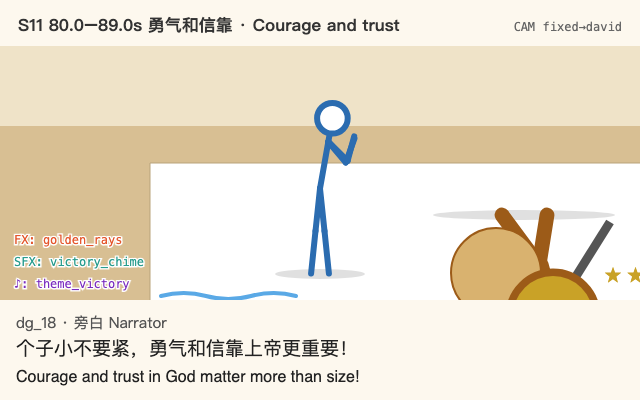 S11 80.0–89.0s 勇气和信靠 · Courage and trust
CAM fixed→david
FX: golden_rays
SFX: victory_chime
♪: theme_victory
dg_18 · 旁白 Narrator
个子小不要紧，勇气和信靠上帝更重要！
Courage and trust in God matter more than size!